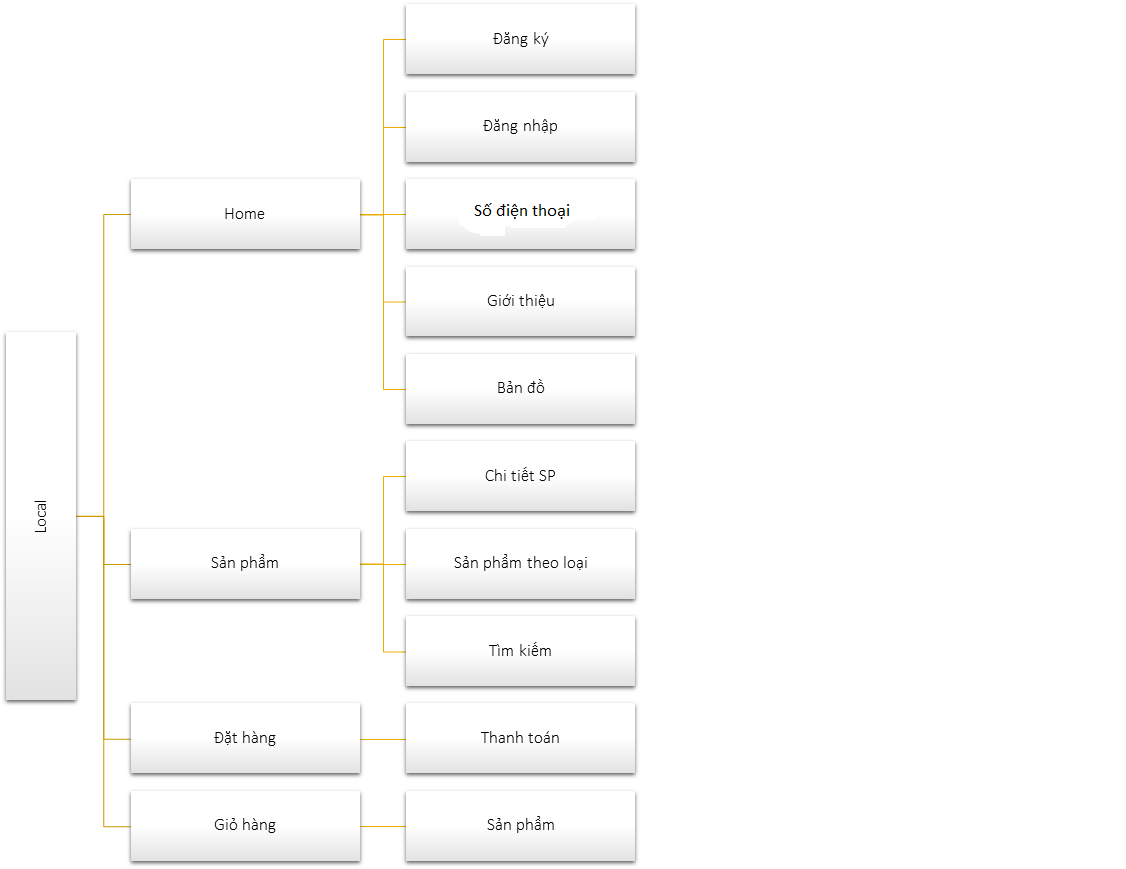 Local
Home
Đăng ký
Đăng nhập
Số điện thoại
Giới thiệu
Bản đồ
Sản phẩm
Chi tiết SP
Sản phẩm theo loại
Tìm kiếm
Đặt hàng
Thanh toán
Giỏ hàng
Sản phẩm